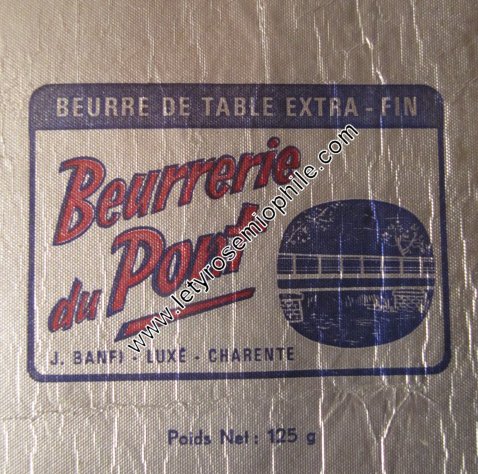 BEURRE DE TABLE EXTRA - FIN
Beurrerie
du Pont
J. BANFI - LUXÉ - CHARENTE
Poids Net : 125 g
www.letyrosemiophile.com